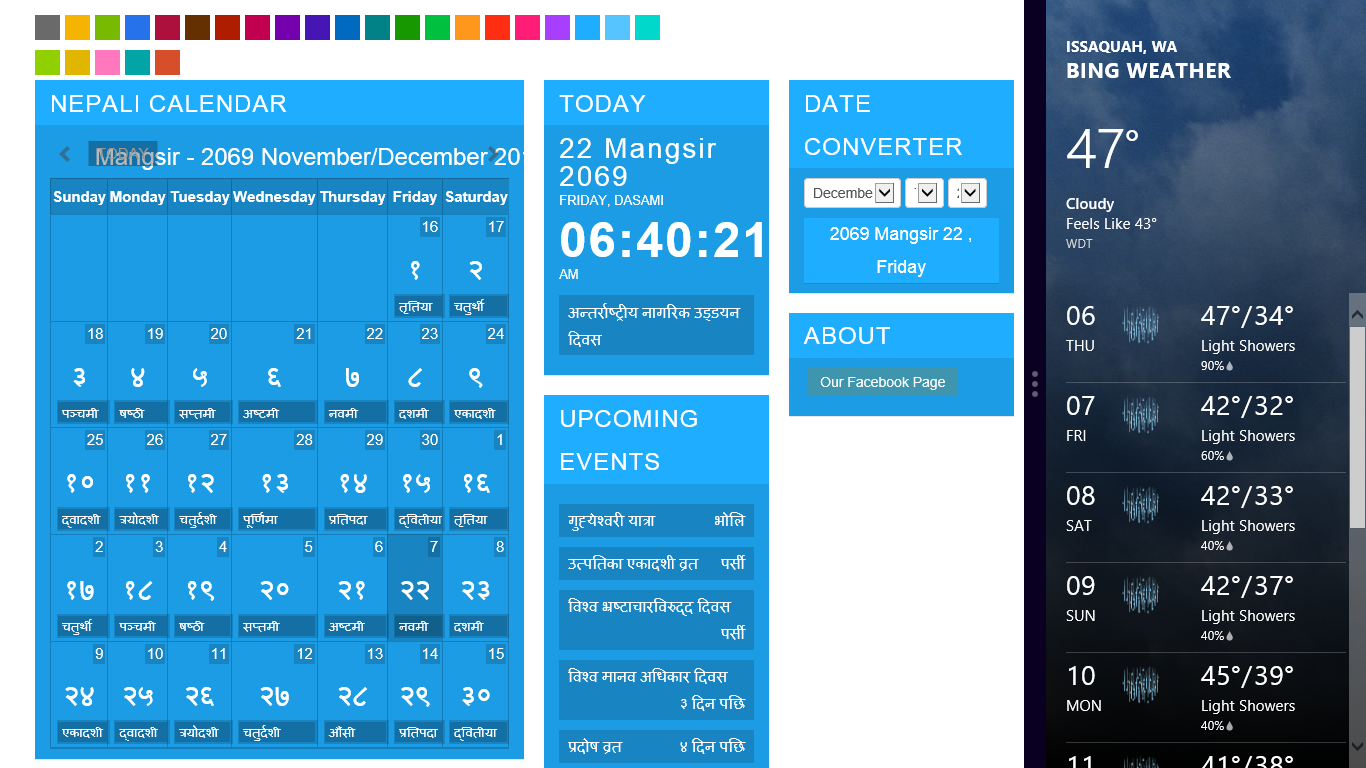 NEPALI CALENDAR
TODAY
Mangsir - 2069 November/December 201
Sunday Monday Tuesday Wednesday Thursday Friday Saturday
16 17
१ २
तृतिया चतुर्थी
18 19 20 21 22 23 24
३ ४ ५ ६ ७ ८ ९
पञ्चमी षष्ठी सप्तमी अष्टमी नवमी दशमी एकादशी
25 26 27 28 29 30 1
१० ११ १२ १३ १४ १५ १६
द्वादशी त्रयोदशी चतुर्दशी पूर्णिमा प्रतिपदा द्वितीया तृतिया
2 3 4 5 6 7 8
१७ १८ १९ २० २१ २२ २३
चतुर्थी पञ्चमी षष्ठी सप्तमी अष्टमी नवमी दशमी
9 10 11 12 13 14 15
२४ २५ २६ २७ २८ २९ ३०
एकादशी द्वादशी त्रयोदशी चतुर्दशी औंसी प्रतिपदा द्वितीया
TODAY
22 Mangsir
2069
FRIDAY, DASAMI
06:40:21
AM
अन्तर्राष्ट्रीय नागरिक उड्डयन
दिवस
UPCOMING
EVENTS
गुह्येश्वरी यात्रा भोलि
उत्पतिका एकादशी व्रत पर्सी
विश्व भ्रष्टाचारविरुद्द दिवस
पर्सी
विश्व मानव अधिकार दिवस
३ दिन पछि
प्रदोष व्रत ४ दिन पछि
DATE
CONVERTER
Decembe
2069 Mangsir 22 ,
Friday
ABOUT
Our Facebook Page
ISSAQUAH, WA
BING WEATHER
47°
Cloudy
Feels Like 43°
WDT
06 47°/34°
THU Light Showers
90%
07 42°/32°
FRI Light Showers
60%
08 42°/33°
SAT Light Showers
40%
09 42°/37°
SUN Light Showers
40%
10 45°/39°
MON Light Showers
40%
11 41°/38°